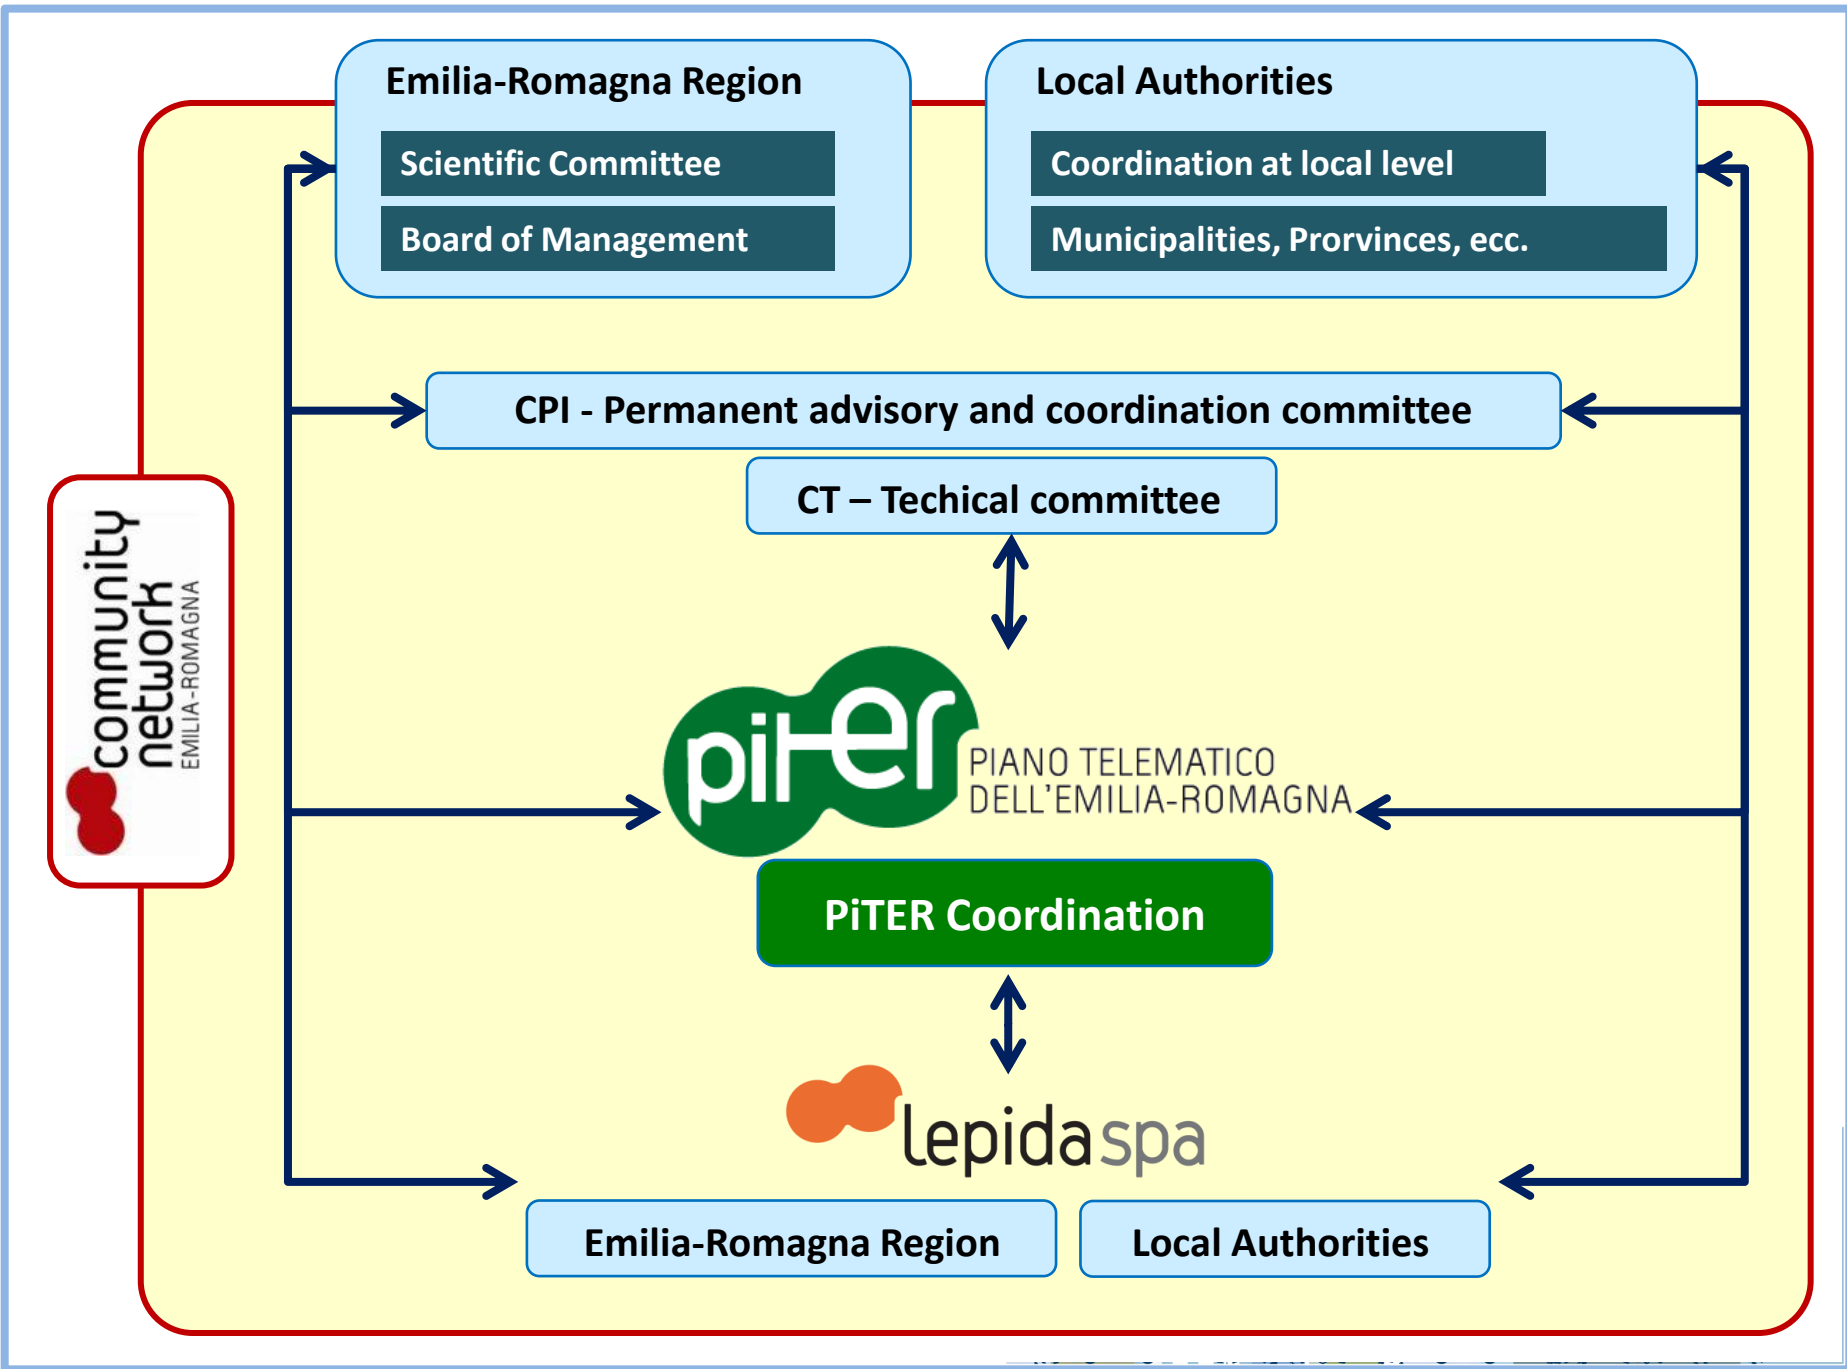 Emilia-Romagna Region
Scientific Committee
Board of Management
Local Authorities
Coordination at local level
Municipalities, Prorvinces, ecc.
CPI - Permanent advisory and coordination committee
CT – Techical committee
community
network
EMILIA-ROMAGNA
piter
PIANO TELEMATICO
DELL'EMILIA-ROMAGNA
PiTER Coordination
lepidaspa
Emilia-Romagna Region
Local Authorities